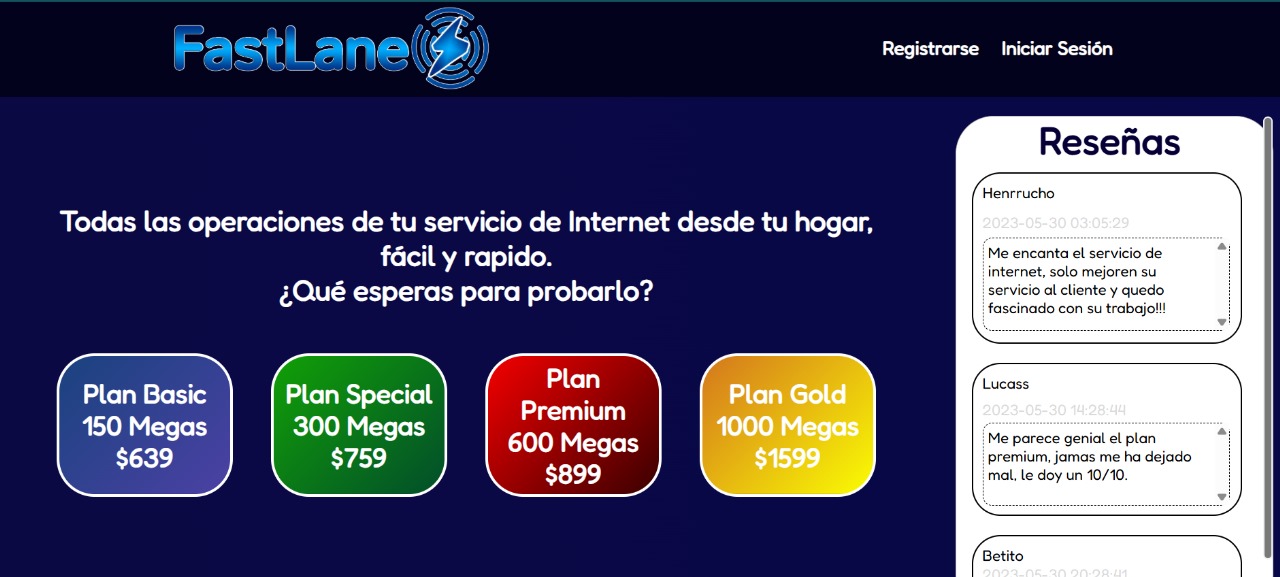 FastLane
Registrarse
Iniciar Sesión
Todas las operaciones de tu servicio de Internet desde tu hogar,
fácil y rapido.
¿Qué esperas para probarlo?
Plan Basic
150 Megas
$639
Plan Special
300 Megas
$759
Plan
Premium
600 Megas
$899
Plan Gold
1000 Megas
$1599
Reseñas
Henrrucho
2023-05-30 03:05:29
Me encanta el servicio de
internet, solo mejoren su
servicio al cliente y quedo
fascinado con su trabajo!!!
Lucass
2023-05-30 14:28:44
Me parece genial el plan
premium, jamas me ha dejado
mal, le doy un 10/10.
Betito
2023-05-30 20:28:41